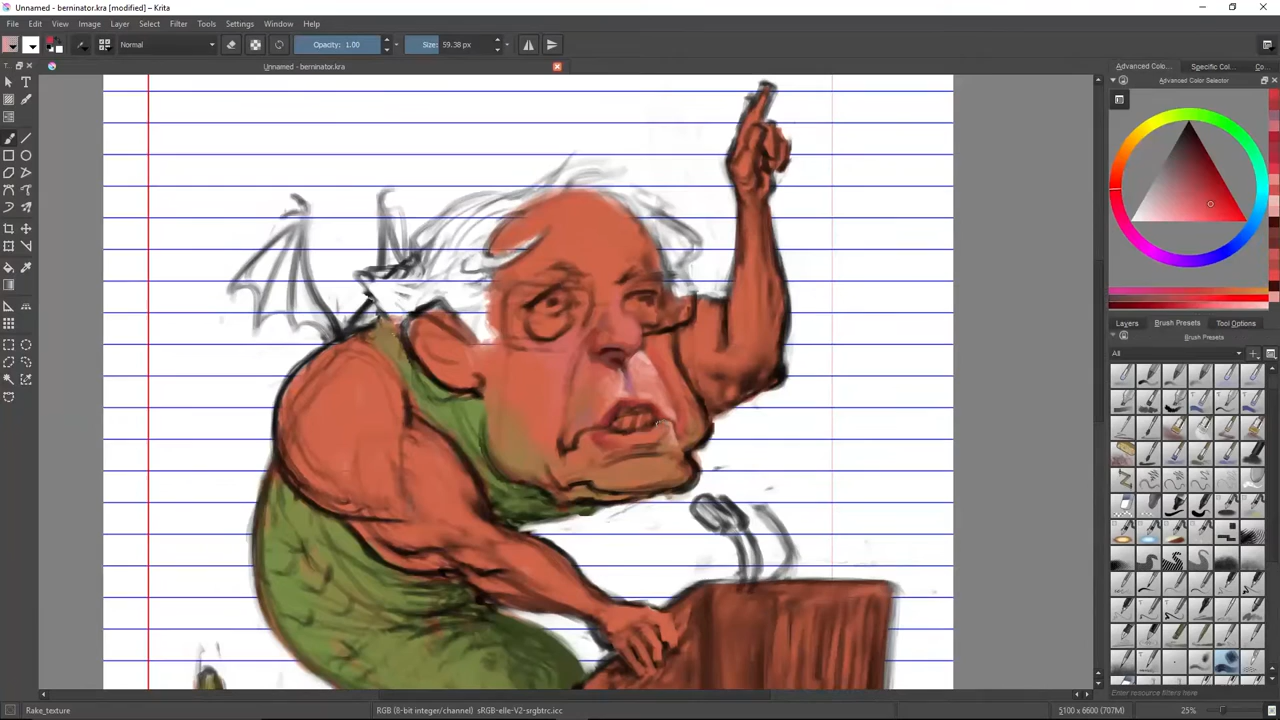 Unnamed - berninator.kra [modified] – Krita
File Edit View Image Layer Select Filter Tools Settings Window Help
Normal Opacity: 1.00 Size: 59.38 px
Unnamed - berninator.kra
T...
Advanced Colo... Specific Col... Co...
Advanced Color Selector
Layers Brush Presets Tool Options
Brush Presets
All
Enter resource filters here
Rake_texture RGB (8-bit integer/channel) sRGB-elle-V2-srgbtrc.icc 5100 x 6600 (707M) 25%